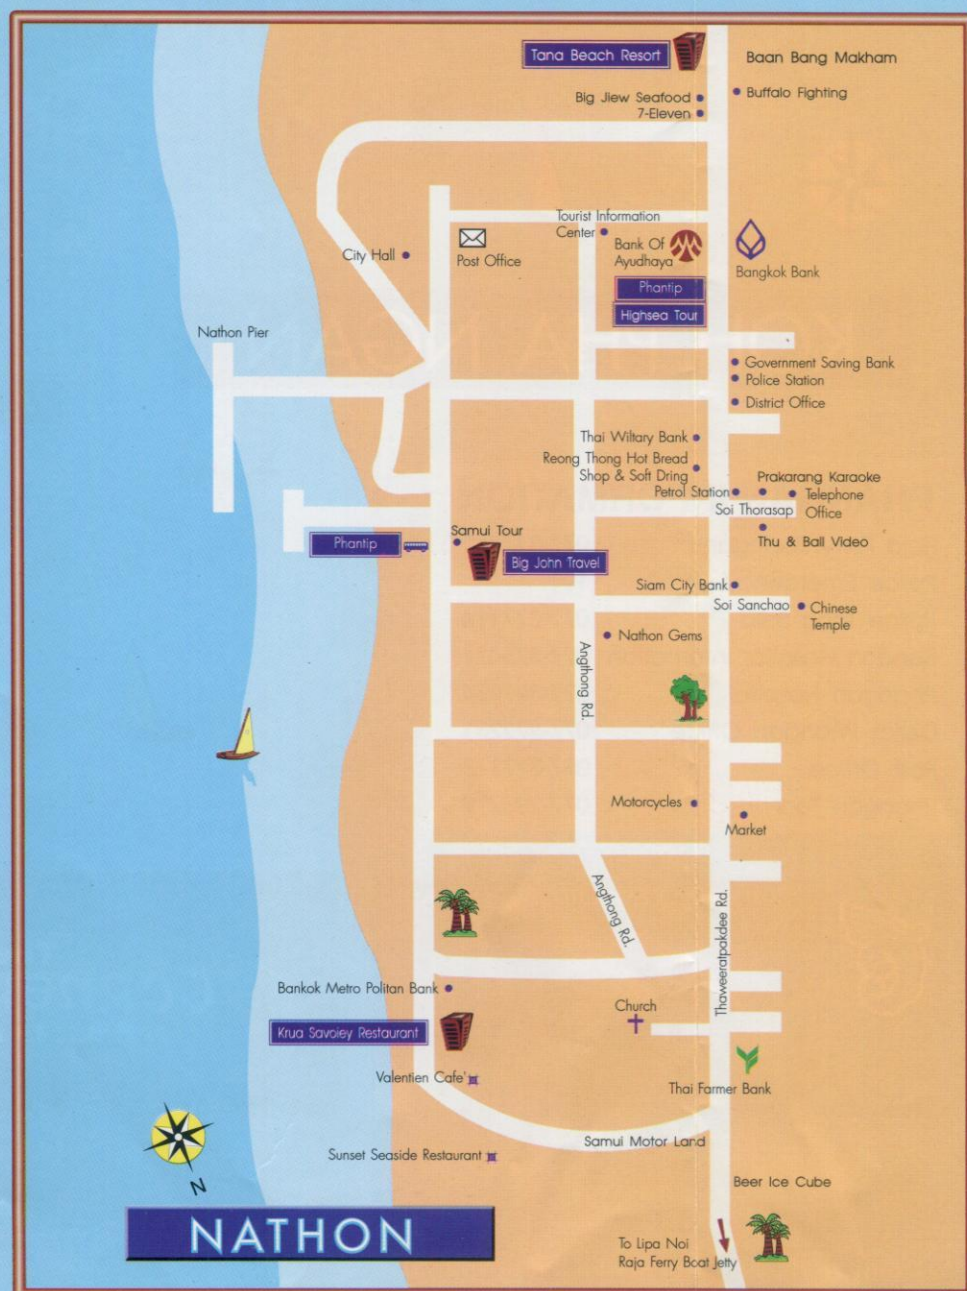 Tana Beach Resort
Baan Bang Makham
Big Jiew Seafood
Buffalo Fighting
7-Eleven
Tourist Information
Center
City Hall
Post Office
Bank Of
Ayudhaya
Bangkok Bank
Phantip
Highsea Tour
Nathon Pier
Government Saving Bank
Police Station
District Office
Thai Wiltary Bank
Reong Thong Hot Bread
Shop & Soft Dring
Prakarang Karaoke
Petrol Station
Telephone
Office
Soi Thorasap
Samui Tour
Phantip
Thu & Ball Video
Big John Travel
Siam City Bank
Soi Sanchao
Chinese
Temple
Nathon Gems
Angthong Rd.
Motorcycles
Market
Angthong Rd.
Thaweeratpakdee Rd.
Bankok Metro Politan Bank
Church
Krua Savoiey Restaurant
Valentien Cafe'
Thai Farmer Bank
Samui Motor Land
Sunset Seaside Restaurant
Beer Ice Cube
N
NATHON
To Lipa Noi
Raja Ferry Boat Jetty